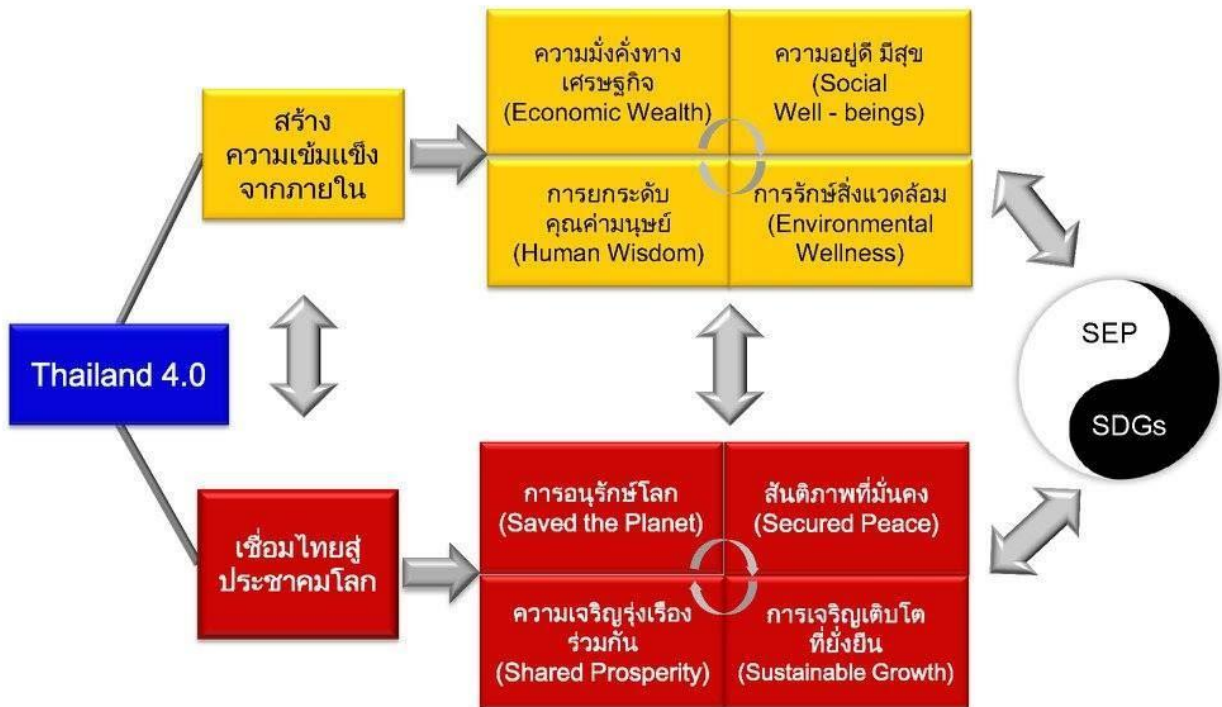 ความมั่งคั่งทาง
เศรษฐกิจ
(Economic Wealth)
ความอยู่ดี มีสุข
(Social
Well - beings)
สร้าง
ความเข้มแข็ง
จากภายใน
การยกระดับ
คุณค่ามนุษย์
(Human Wisdom)
การรักษ์สิ่งแวดล้อม
(Environmental
Wellness)
Thailand 4.0
SEP
SDGs
การอนุรักษ์โลก
(Saved the Planet)
สันติภาพที่มั่นคง
(Secured Peace)
เชื่อมไทยสู่
ประชาคมโลก
ความเจริญรุ่งเรือง
ร่วมกัน
(Shared Prosperity)
การเจริญเติบโต
ที่ยั่งยืน
(Sustainable Growth)